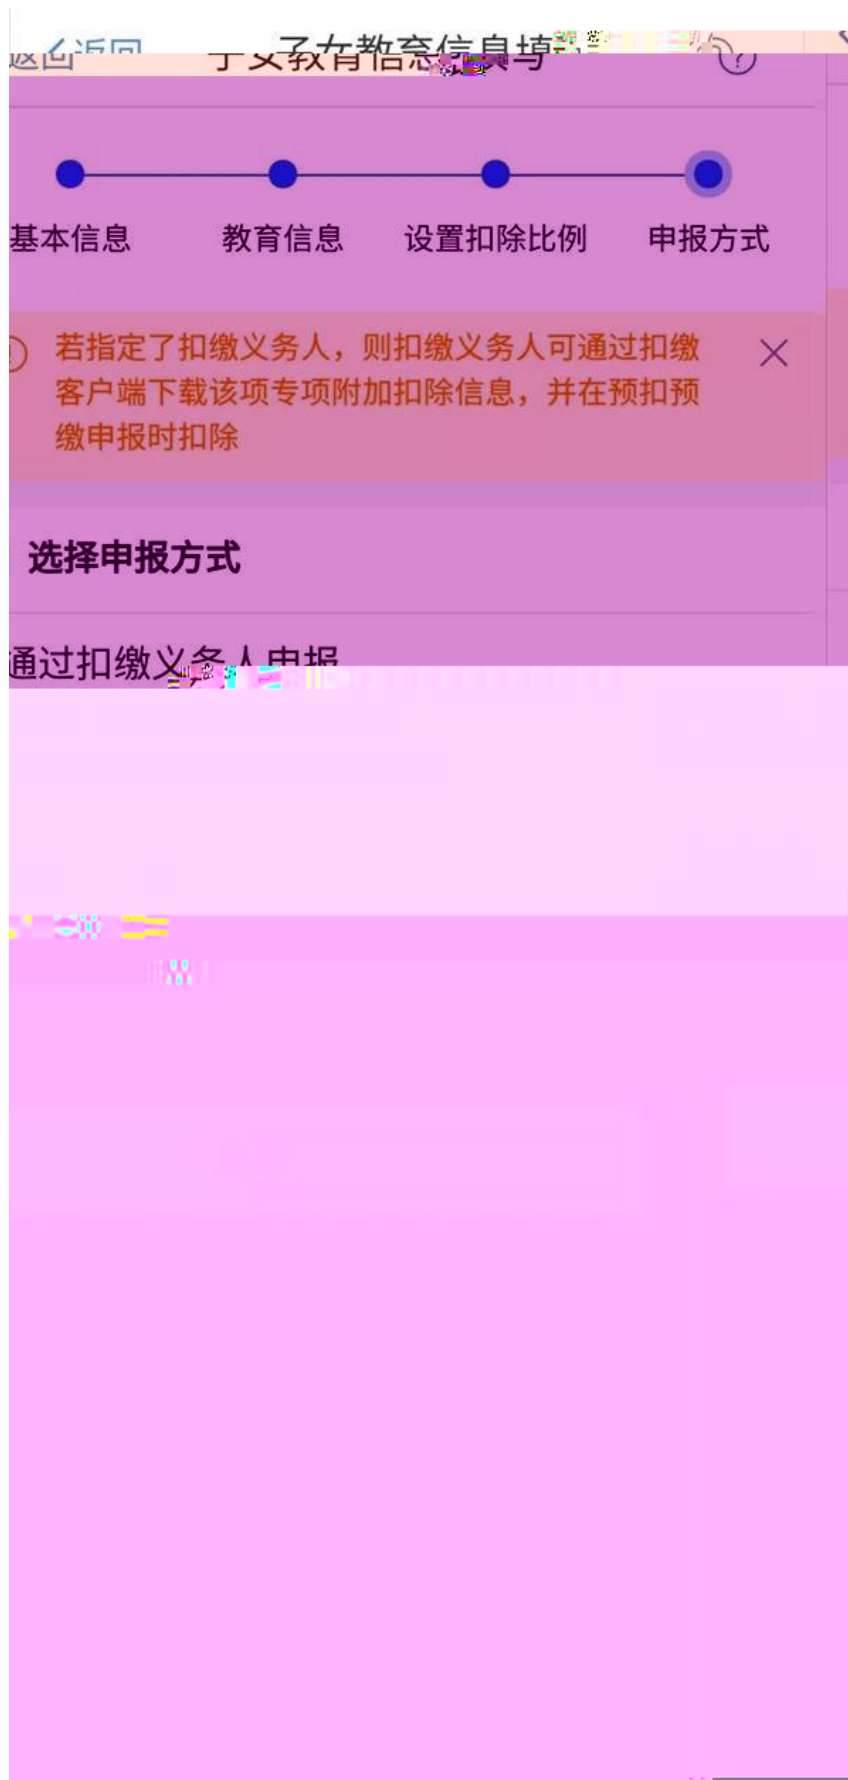 返回 子女教育信息填写
基本信息 教育信息 设置扣除比例 申报方式
若指定了扣缴义务人，则扣缴义务人可通过扣缴
客户端下载该项专项附加扣除信息，并在预扣预
缴申报时扣除
选择申报方式
通过扣缴义务人申报